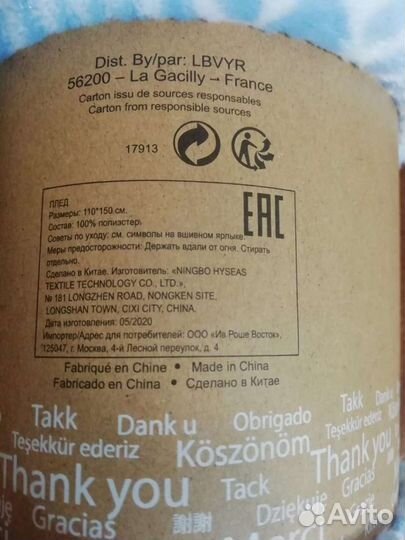 Dist. By/par: LBVYR
56200 – La Gacilly – France
Carton issu de sources responsables
Carton from responsible sources
17913
ПЛЕД
Размеры: 110*150 см.
Состав: 100% полиэстер.
Советы по уходу: см. символы на вшивном ярлыке.
Меры предосторожности: Держать вдали от огня. Стирать
отдельно.
EAC
Сделано в Китае. Изготовитель: «NINGBO HYSEAS
TEXTILE TECHNOLOGY CO., LTD.»,
№ 181 LONGZHEN ROAD, NONGKEN SITE,
LONGSHAN TOWN, CIXI CITY, CHINA.
Дата изготовления: 05/2020
Импортер/Адрес для потребителей: ООО «Ив Роше Восток»,
125047, г. Москва, 4-й Лесной переулок, д. 4
Fabriqué en Chine • Made in China
Fabricado en China • Сделано в Китае
Takk Dank u Obrigado Takk
Teşekkür ederiz Köszönöm Dank
Thank you Tack Thank you
Gracias 謝謝 Dziękuję Gracias
Merci
Avito